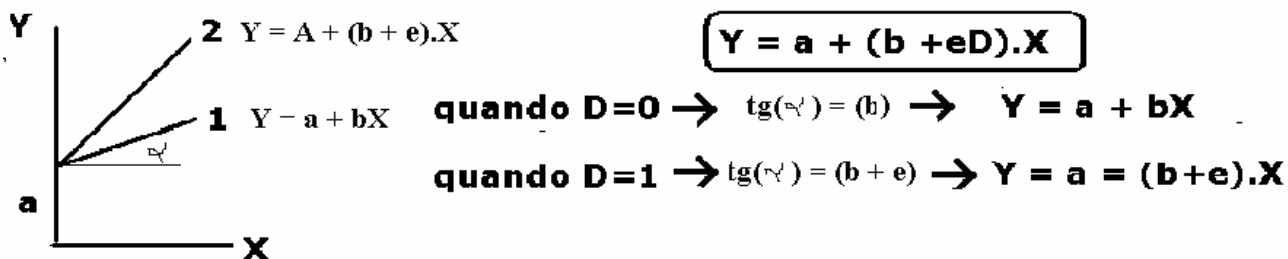 Y
2 Y = A + (b + e).X
Y = a + (b +eD).X
1 Y = a + bX
quando D=0 → tg(α) = (b) → Y = a + bX
α
quando D=1 → tg(α) = (b + e) → Y = a = (b+e).X
a
X